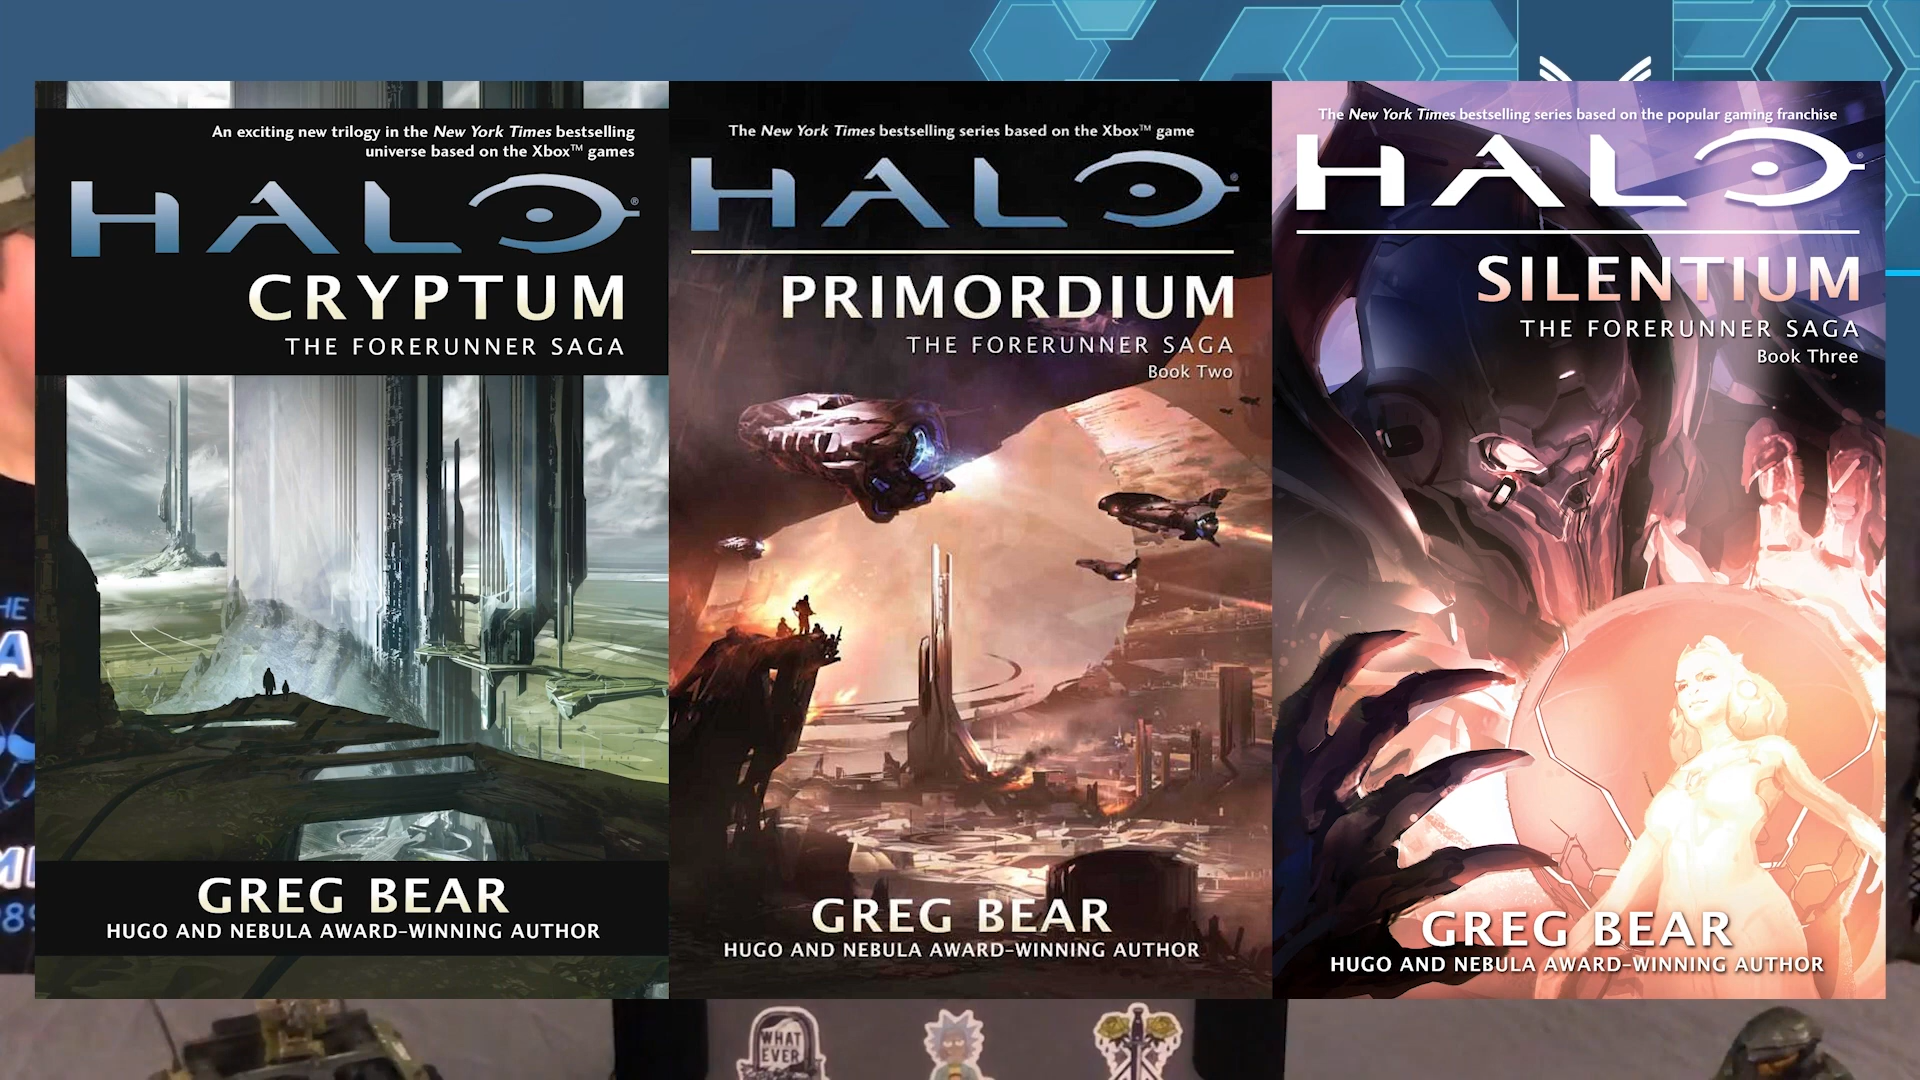 An exciting new trilogy in the New York Times bestselling
universe based on the Xbox™ games
HALO®
CRYPTUM
THE FORERUNNER SAGA
GREG BEAR
HUGO AND NEBULA AWARD-WINNING AUTHOR
The New York Times bestselling series based on the Xbox™ game
HALO®
PRIMORDIUM
THE FORERUNNER SAGA
Book Two
GREG BEAR
HUGO AND NEBULA AWARD-WINNING AUTHOR
The New York Times bestselling series based on the popular gaming franchise
HALO®
SILENTIUM
THE FORERUNNER SAGA
Book Three
GREG BEAR
HUGO AND NEBULA AWARD-WINNING AUTHOR
HE
A
WHAT
EVER